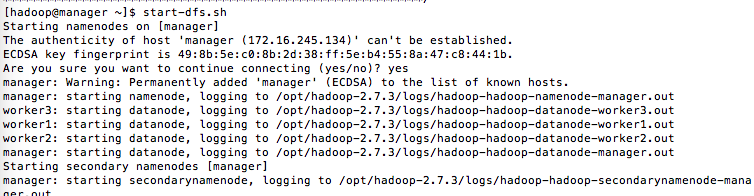 [hadoop@manager ~]$ start-dfs.sh
Starting namenodes on [manager]
The authenticity of host 'manager (172.16.245.134)' can't be established.
ECDSA key fingerprint is 49:8b:5e:c0:8b:2d:38:ff:5e:b4:55:8a:47:c8:44:1b.
Are you sure you want to continue connecting (yes/no)? yes
manager: Warning: Permanently added 'manager' (ECDSA) to the list of known hosts.
manager: starting namenode, logging to /opt/hadoop-2.7.3/logs/hadoop-hadoop-namenode-manager.out
worker3: starting datanode, logging to /opt/hadoop-2.7.3/logs/hadoop-hadoop-datanode-worker3.out
worker1: starting datanode, logging to /opt/hadoop-2.7.3/logs/hadoop-hadoop-datanode-worker1.out
worker2: starting datanode, logging to /opt/hadoop-2.7.3/logs/hadoop-hadoop-datanode-worker2.out
manager: starting datanode, logging to /opt/hadoop-2.7.3/logs/hadoop-hadoop-datanode-manager.out
Starting secondary namenodes [manager]
manager: starting secondarynamenode, logging to /opt/hadoop-2.7.3/logs/hadoop-hadoop-secondarynamenode-mana
ger.out